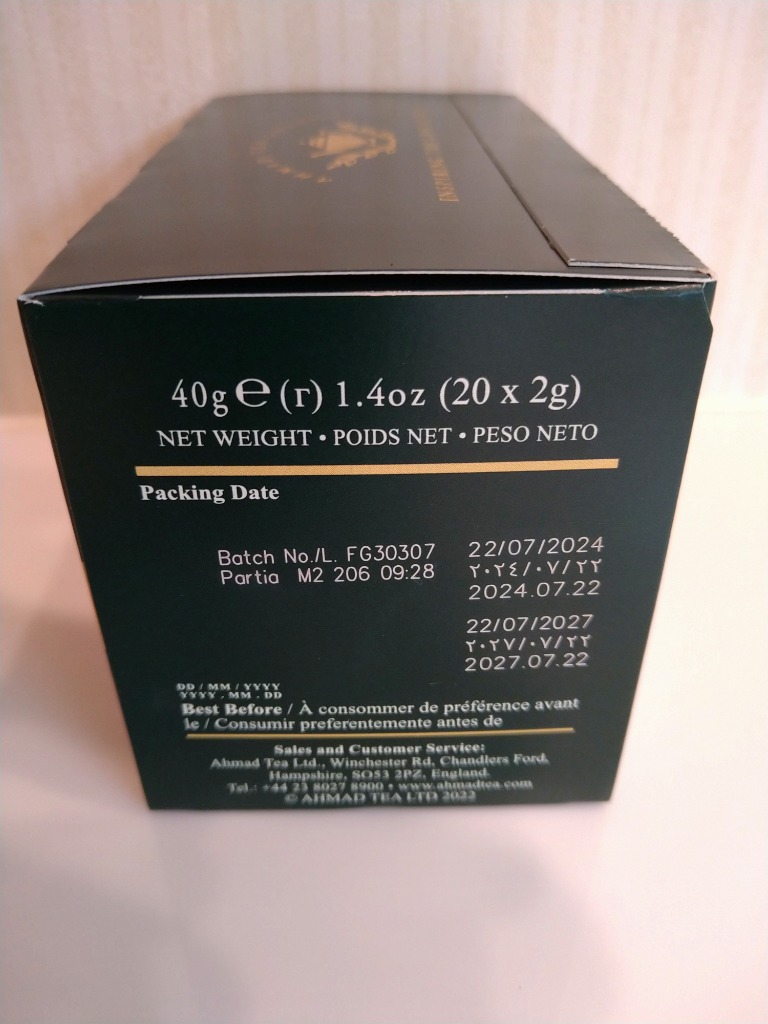 40g ℮ (г) 1.4oz (20 x 2g)
NET WEIGHT • POIDS NET • PESO NETO
Packing Date
Batch No./L. FG30307
Partia M2 206 09:28
22/07/2024
٢٠٢٤/٠٧/٢٢
2024.07.22
22/07/2027
٢٠٢٧/٠٧/٢٢
2027.07.22
DD / MM / YYYY
YYYY . MM . DD
Best Before / À consommer de préférence avant
le / Consumir preferentemente antes de
Sales and Customer Service:
Ahmad Tea Ltd., Winchester Rd, Chandlers Ford,
Hampshire, SO53 2PZ, England.
Tel.: +44 23 8027 8900 • www.ahmadtea.com
© AHMAD TEA LTD 2022